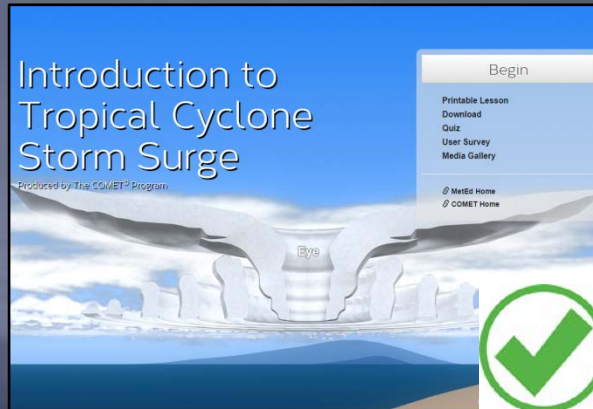 Introduction to
Tropical Cyclone
Storm Surge
Produced by The COMET® Program
Begin
Printable Lesson
Download
Quiz
User Survey
Media Gallery
MetEd Home
COMET Home
Eye